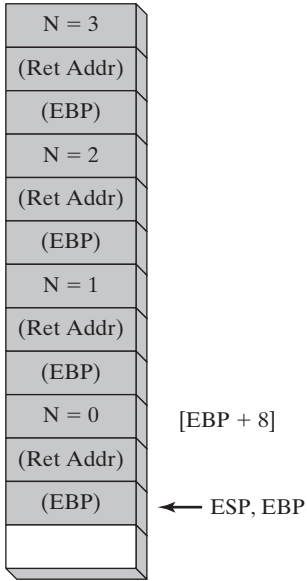 N = 3
(Ret Addr)
(EBP)
N = 2
(Ret Addr)
(EBP)
N = 1
(Ret Addr)
(EBP)
N = 0 [EBP + 8]
(Ret Addr)
(EBP) ESP, EBP